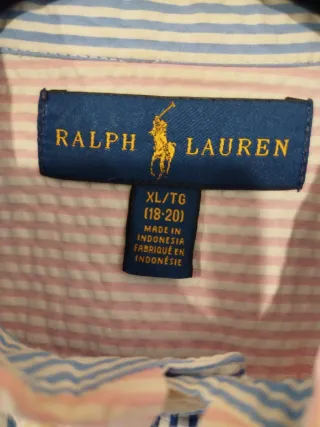 RALPH LAUREN
XL/TG
(18-20)
MADE IN
INDONESIA
FABRIQUÉ EN
INDONÉSIE